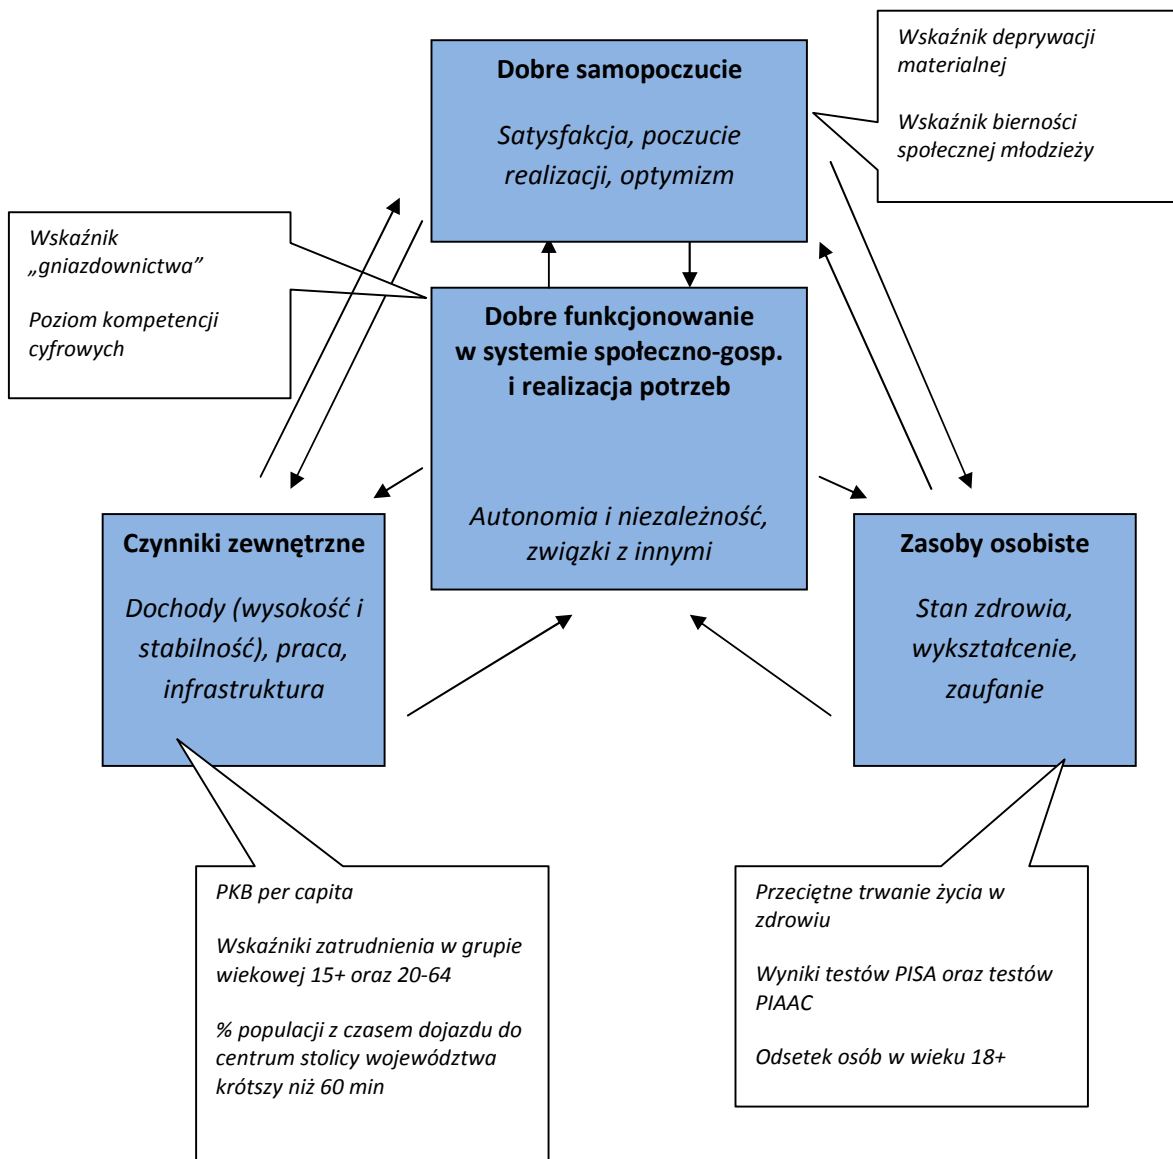 Dobre samopoczucie
Satysfakcja, poczucie
realizacji, optymizm
Wskaźnik deprywacji
materialnej
Wskaźnik bierności
społecznej młodzieży
Wskaźnik
„gniazdownictwa”
Poziom kompetencji
cyfrowych
Dobre funkcjonowanie
w systemie społeczno-gosp.
i realizacja potrzeb
Autonomia i niezależność,
związki z innymi
Czynniki zewnętrzne
Dochody (wysokość i
stabilność), praca,
infrastruktura
Zasoby osobiste
Stan zdrowia,
wykształcenie,
zaufanie
PKB per capita
Wskaźniki zatrudnienia w grupie
wiekowej 15+ oraz 20-64
% populacji z czasem dojazdu do
centrum stolicy województwa
krótszy niż 60 min
Przeciętne trwanie życia w
zdrowiu
Wyniki testów PISA oraz testów
PIAAC
Odsetek osób w wieku 18+